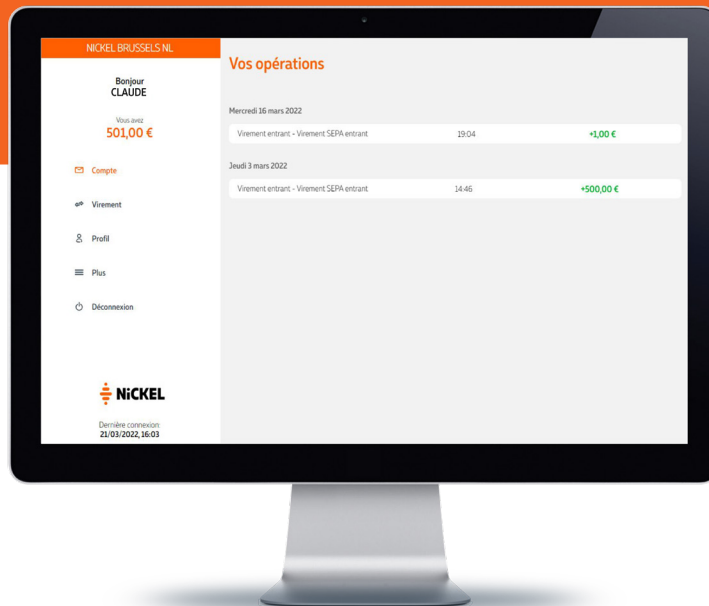 NICKEL BRUSSELS NL
Bonjour
CLAUDE
Vous avez
501,00 €
Compte
Virement
Profil
Plus
Déconnexion
NiCKEL
Dernière connexion:
21/03/2022, 16:03
Vos opérations
Mercredi 16 mars 2022
Virement entrant - Virement SEPA entrant 19:04 +1,00 €
Jeudi 3 mars 2022
Virement entrant - Virement SEPA entrant 14:46 +500,00 €